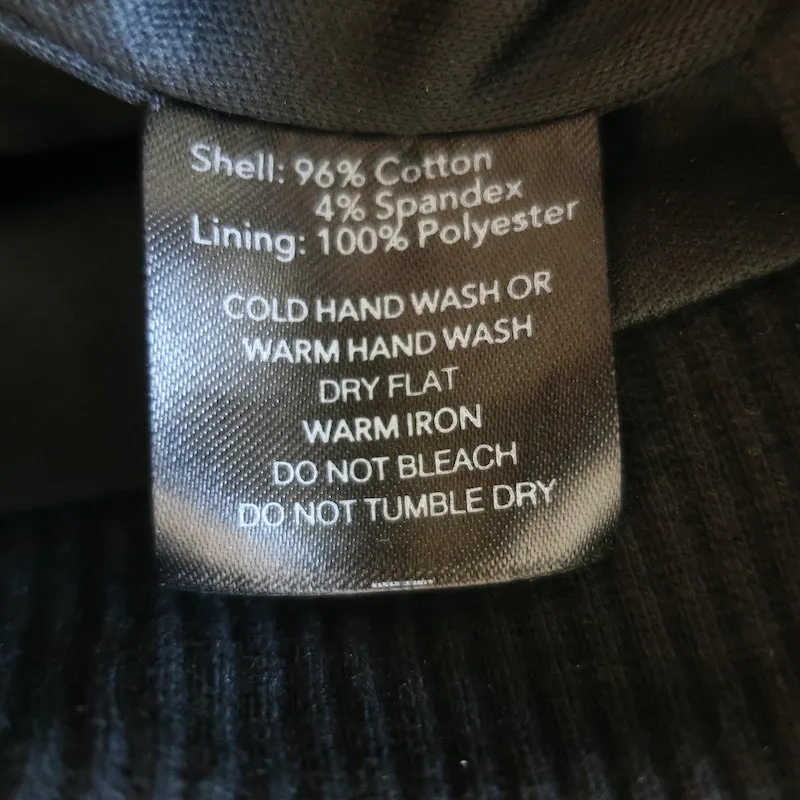 Shell: 96% Cotton
4% Spandex
Lining: 100% Polyester
COLD HAND WASH OR
WARM HAND WASH
DRY FLAT
WARM IRON
DO NOT BLEACH
DO NOT TUMBLE DRY